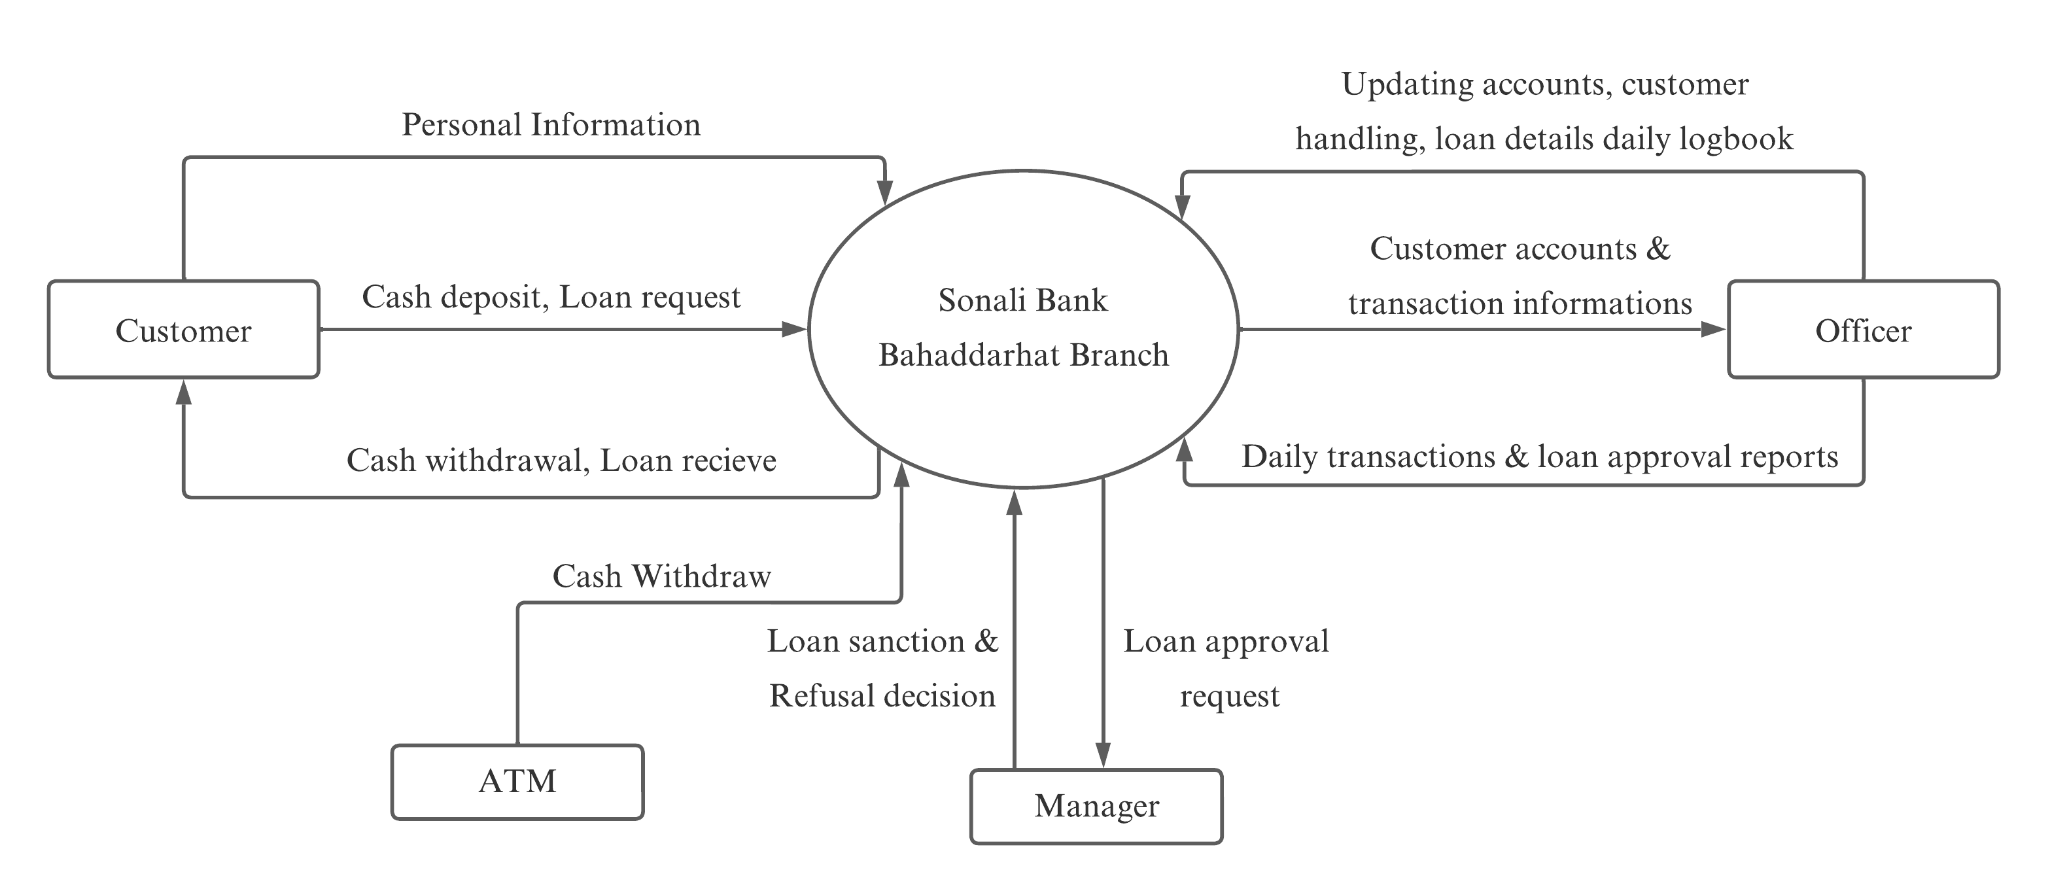 Updating accounts, customer
handling, loan details daily logbook
Personal Information
Customer accounts &
transaction informations
Cash deposit, Loan request
Sonali Bank
Bahaddarhat Branch
Customer
Officer
Cash withdrawal, Loan recieve
Daily transactions & loan approval reports
Cash Withdraw
Loan sanction &
Refusal decision
Loan approval
request
ATM
Manager